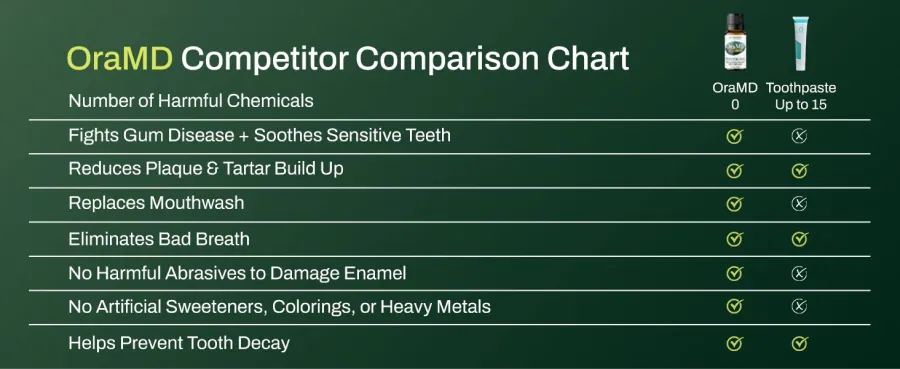 OraMD Competitor Comparison Chart
OraMD Toothpaste
Number of Harmful Chemicals 0 Up to 15
Fights Gum Disease + Soothes Sensitive Teeth
Reduces Plaque & Tartar Build Up
Replaces Mouthwash
Eliminates Bad Breath
No Harmful Abrasives to Damage Enamel
No Artificial Sweeteners, Colorings, or Heavy Metals
Helps Prevent Tooth Decay